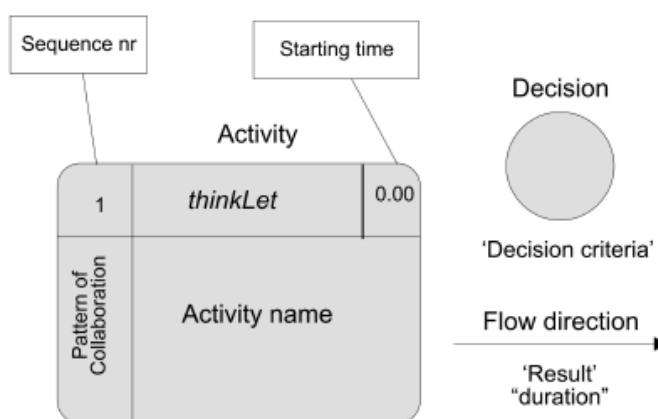 Sequence nr
Starting time
Decision
Activity
1
thinkLet
0.00
Pattern of
Collaboration
Activity name
'Decision criteria'
Flow direction
'Result'
"duration"